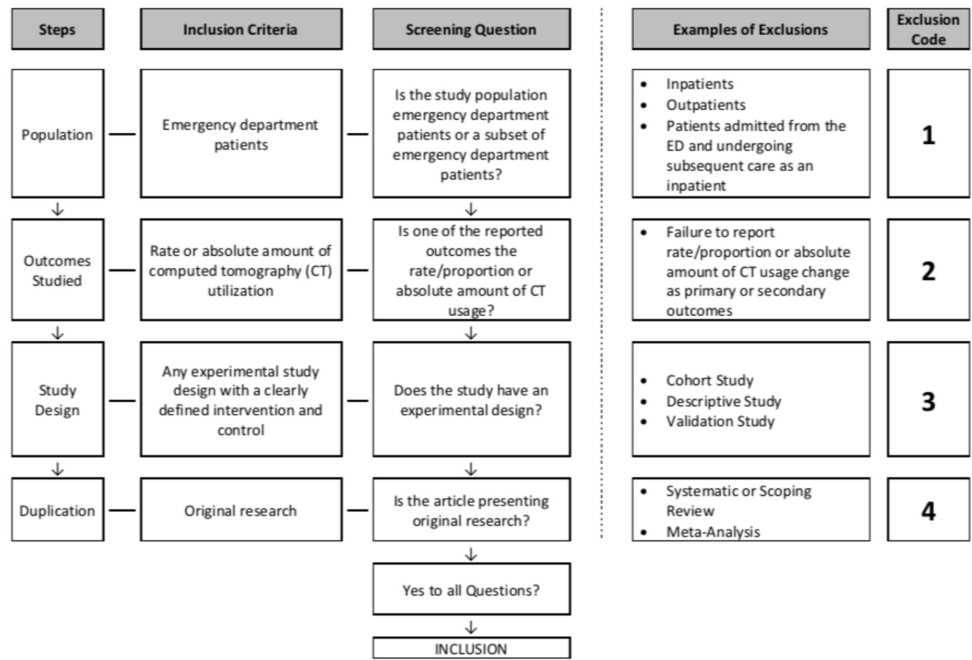 Steps
Inclusion Criteria
Screening Question
Examples of Exclusions
Exclusion
Code
Population
Emergency department
patients
Is the study population
emergency department
patients or a subset of
emergency department
patients?
• Inpatients
• Outpatients
• Patients admitted from the
ED and undergoing
subsequent care as an
inpatient
1
Outcomes
Studied
Rate or absolute amount of
computed tomography (CT)
utilization
Is one of the reported
outcomes the
rate/proportion or
absolute amount of CT
usage?
• Failure to report
rate/proportion or absolute
amount of CT usage change
as primary or secondary
outcomes
2
Study
Design
Any experimental study
design with a clearly
defined intervention and
control
Does the study have an
experimental design?
• Cohort Study
• Descriptive Study
• Validation Study
3
Duplication
Original research
Is the article presenting
original research?
• Systematic or Scoping
Review
• Meta-Analysis
4
Yes to all Questions?
INCLUSION